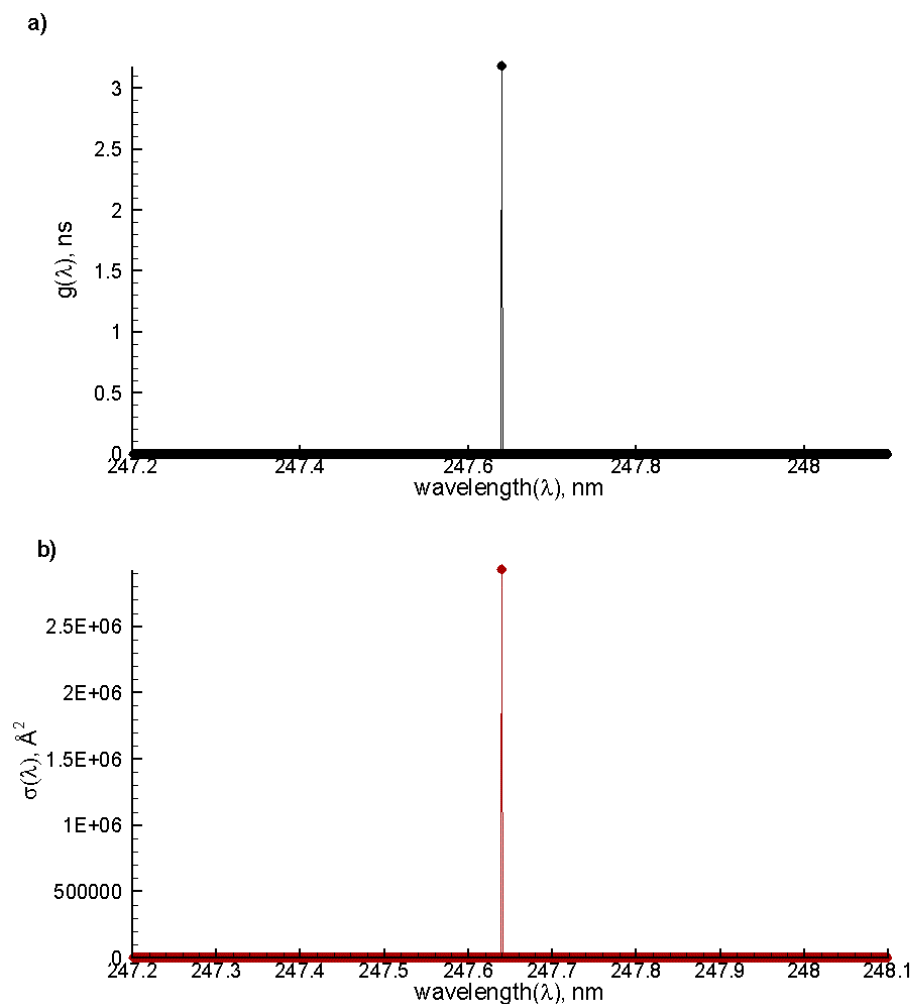 a)
3
2.5
2
1.5
1
0.5
0
g(λ), ns
247.2 247.4 247.6 247.8 248
wavelength(λ), nm
b)
2.5E+06
2E+06
1.5E+06
1E+06
500000
0
σ(λ), Å²
247.2 247.3 247.4 247.5 247.6 247.7 247.8 247.9 248 248.1
wavelength(λ), nm